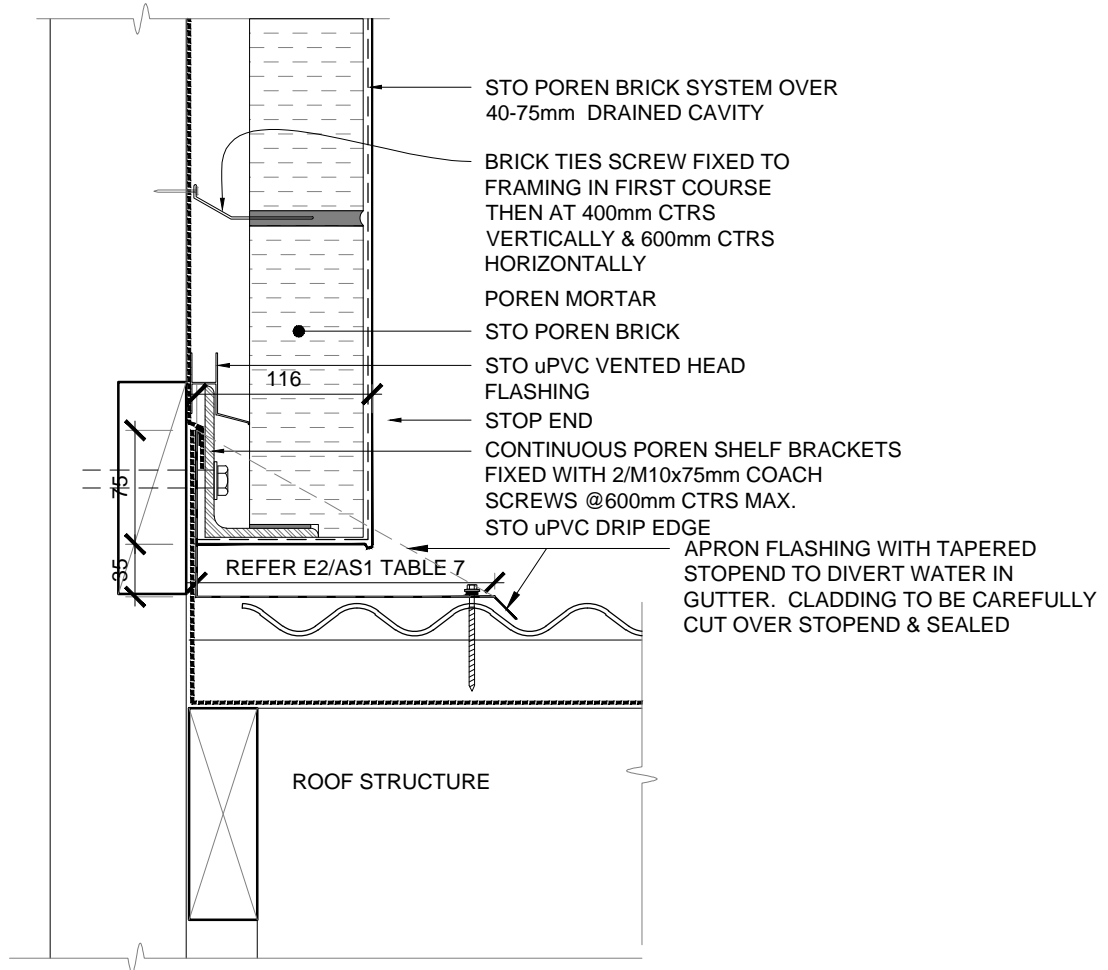 STO POREN BRICK SYSTEM OVER
40-75mm DRAINED CAVITY
BRICK TIES SCREW FIXED TO
FRAMING IN FIRST COURSE
THEN AT 400mm CTRS
VERTICALLY & 600mm CTRS
HORIZONTALLY
POREN MORTAR
STO POREN BRICK
STO uPVC VENTED HEAD
FLASHING
116
STOP END
CONTINUOUS POREN SHELF BRACKETS
FIXED WITH 2/M10x75mm COACH
SCREWS @600mm CTRS MAX.
STO uPVC DRIP EDGE
75
35
REFER E2/AS1 TABLE 7
APRON FLASHING WITH TAPERED
STOPEND TO DIVERT WATER IN
GUTTER. CLADDING TO BE CAREFULLY
CUT OVER STOPEND & SEALED
ROOF STRUCTURE